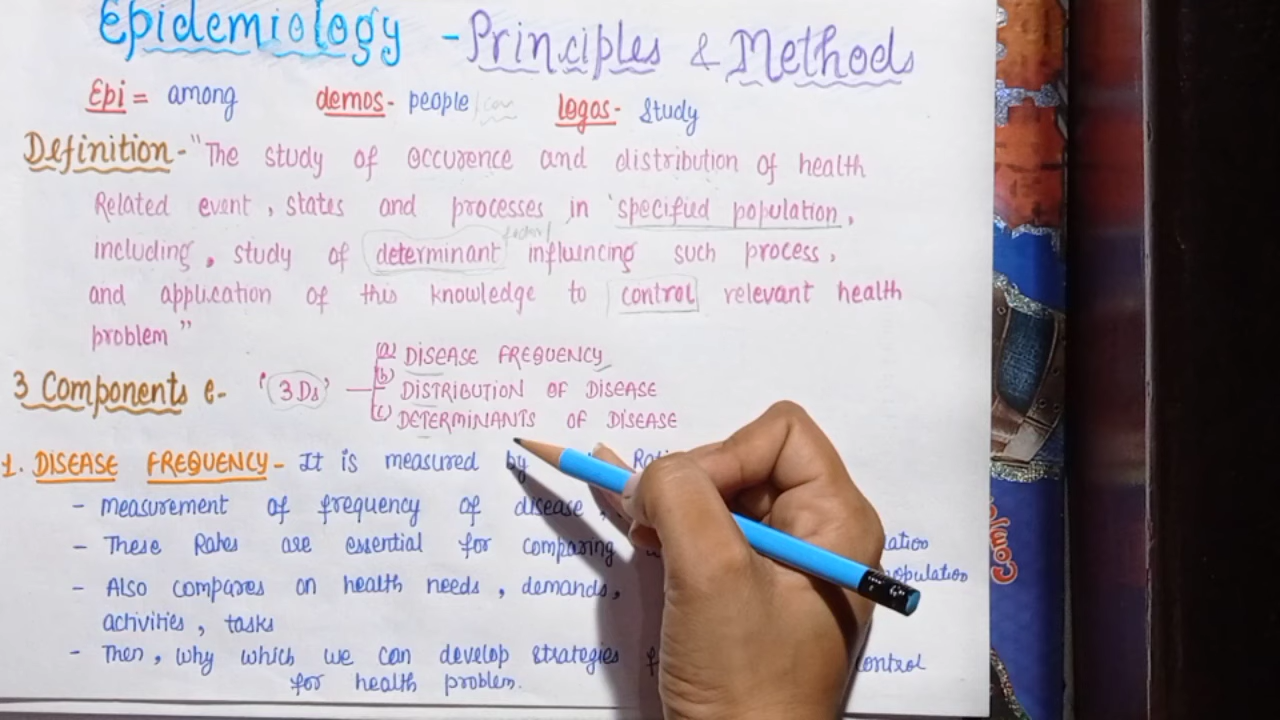 Epidemiology - Principles & Methods
Epi = among demos - people logos - Study
Definition - "The study of occurence and distribution of health
Related event, states and processes in 'specified population,
including, study of determinant influencing such process,
and application of this knowledge to control relevant health
problem"
3 Components :- '3Ds'
(a) DISEASE FREQUENCY
(b) DISTRIBUTION OF DISEASE
(c) DETERMINANTS OF DISEASE
1. DISEASE FREQUENCY - It is measured by
- Measurement of frequency of disease,
- These Rates are essential for comparing
- Also compares on health needs, demands, population
activities, tasks
- Then, why which we can develop strategies control
for health problem.